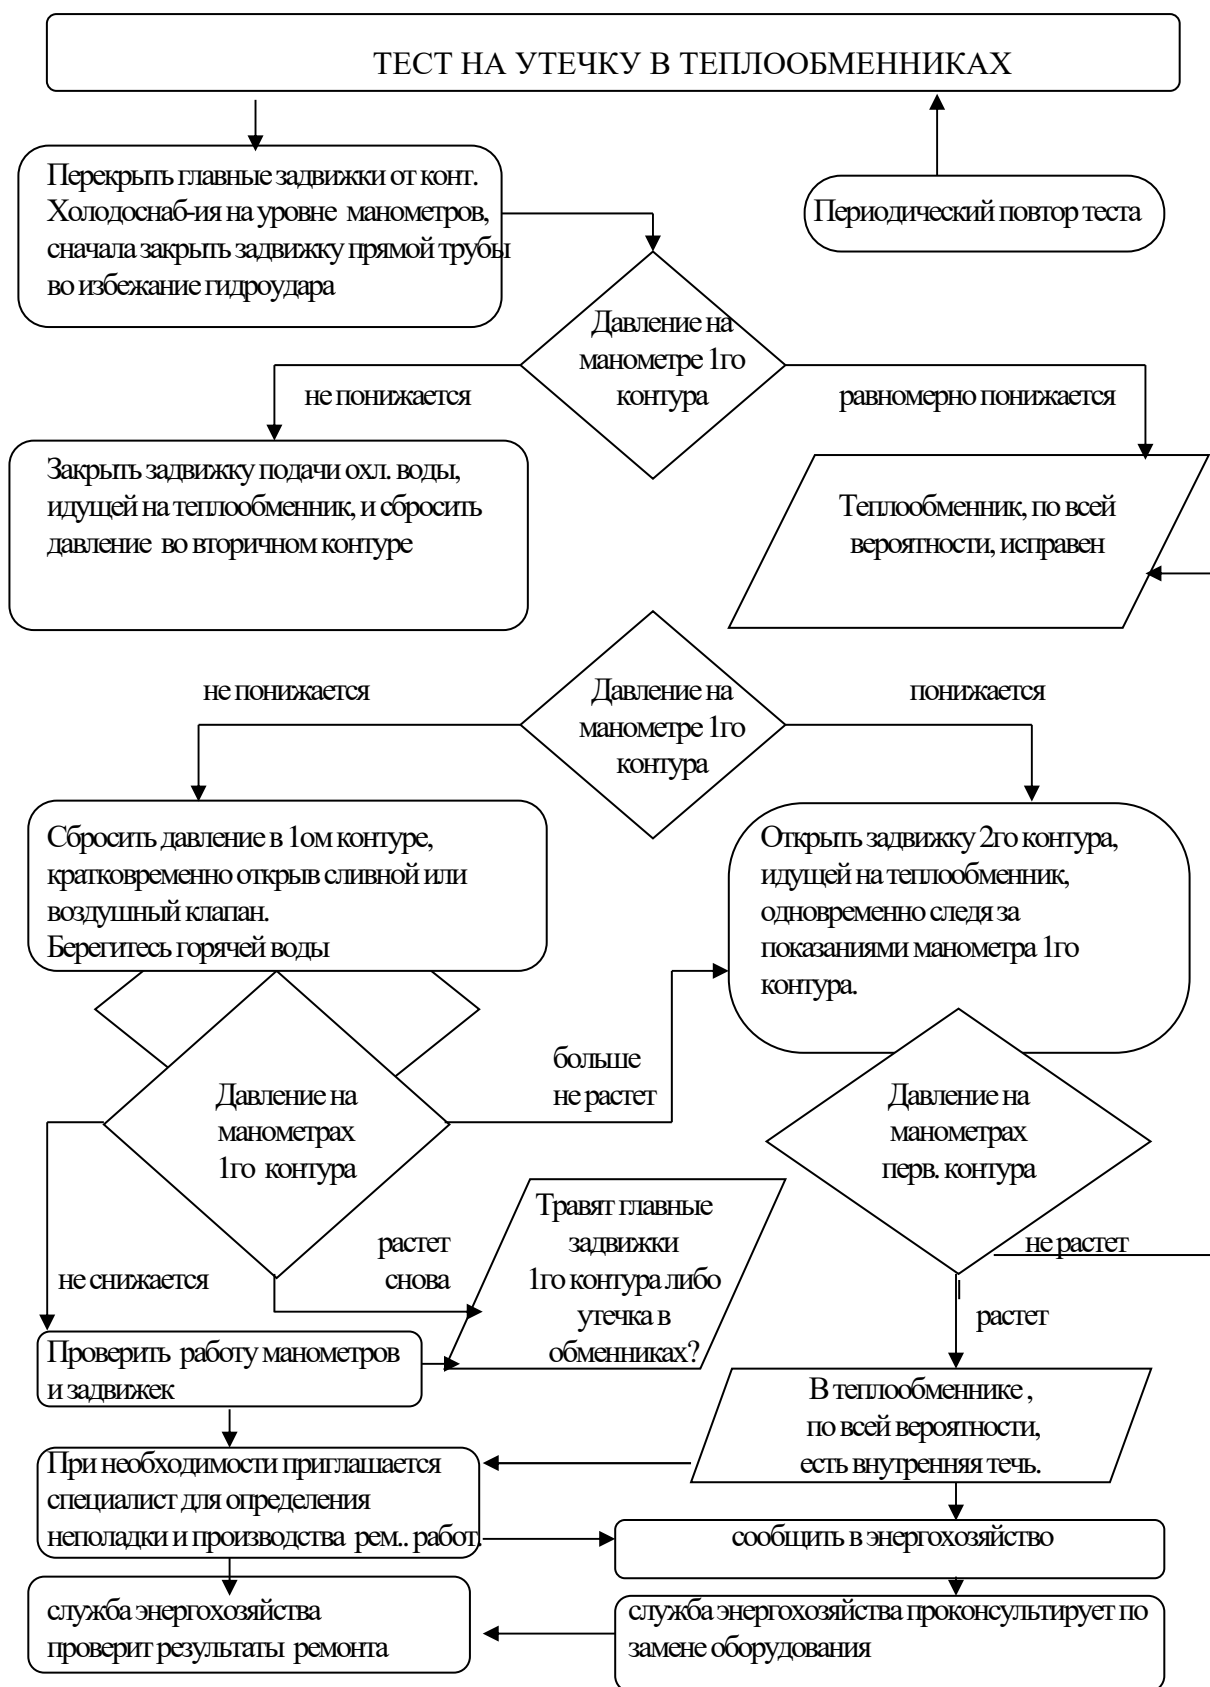 ТЕСТ НА УТЕЧКУ В ТЕПЛООБМЕННИКАХ
Перекрыть главные задвижки от конт.
Холодоснаб-ия на уровне манометров,
сначала закрыть задвижку прямой трубы
во избежание гидроудара
Периодический повтор теста
Давление на
манометре 1го
контура
не понижается
равномерно понижается
Закрыть задвижку подачи охл. воды,
идущей на теплообменник, и сбросить
давление во вторичном контуре
Теплообменник, по всей
вероятности, исправен
не понижается
Давление на
манометре 1го
контура
понижается
Сбросить давление в 1ом контуре,
кратковременно открыв сливной или
воздушный клапан.
Берегитесь горячей воды
Открыть задвижку 2го контура,
идущей на теплообменник,
одновременно следя за
показаниями манометра 1го
контура.
больше
не растет
Давление на
манометрах
1го контура
Давление на
манометрах
перв. контура
растет
снова
не снижается
Травят главные
задвижки
1го контура либо
утечка в
обменниках?
не растет
растет
Проверить работу манометров
и задвижек
В теплообменнике ,
по всей вероятности,
есть внутренняя течь.
При необходимости приглашается
специалист для определения
неполадки и производства рем.. работ.
сообщить в энергохозяйство
служба энергохозяйства
проверит результаты ремонта
служба энергохозяйства проконсультирует по
замене оборудования